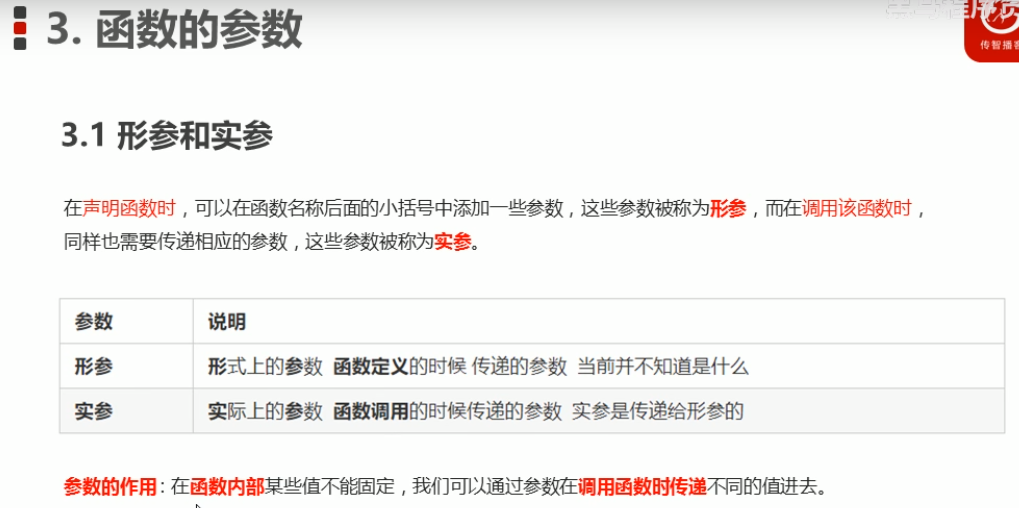 3. 函数的参数
传智播客
3.1 形参和实参
在声明函数时，可以在函数名称后面的小括号中添加一些参数，这些参数被称为形参，而在调用该函数时，
同样也需要传递相应的参数，这些参数被称为实参。
参数 说明
形参 形式上的参数 函数定义的时候 传递的参数 当前并不知道是什么
实参 实际上的参数 函数调用的时候传递的参数 实参是传递给形参的
参数的作用：在函数内部某些值不能固定，我们可以通过参数在调用函数时传递不同的值进去。